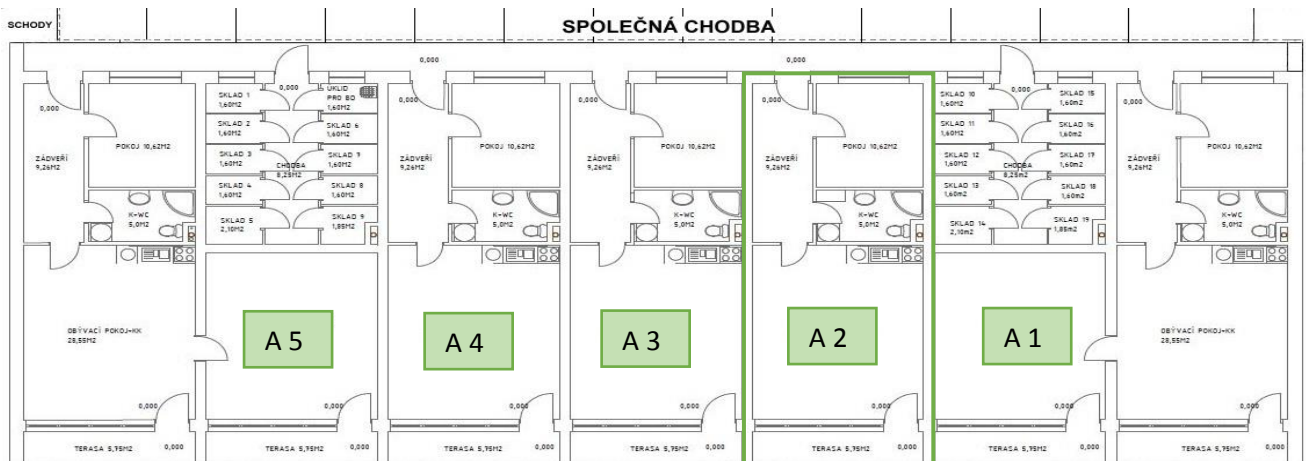 SCHODY
SPOLEČNÁ CHODBA
0,000
0,000
0,000
ZÁDVEŘÍ
9,26M2
POKOJ 10,62M2
K-WC
5,0M2
OBÝVACÍ POKOJ+KK
28,55M2
0,000
TERASA 5,75M2
0,000
SKLAD 1
1,60M2
SKLAD 2
1,60M2
SKLAD 3
1,60M2
SKLAD 4
1,60M2
SKLAD 5
2,10M2
0,000
CHODBA
8,25M2
ÚKLID
PRO BD
1,60M2
SKLAD 6
1,60M2
SKLAD 7
1,60M2
SKLAD 8
1,60M2
SKLAD 9
1,85M2
A 5
0,000
TERASA 5,75M2
0,000
0,000
ZÁDVEŘÍ
9,26M2
POKOJ 10,62M2
K-WC
5,0M2
A 4
0,000
TERASA 5,75M2
0,000
0,000
ZÁDVEŘÍ
9,26M2
POKOJ 10,62M2
K-WC
5,0M2
A 3
0,000
TERASA 5,75M2
0,000
0,000
ZÁDVEŘÍ
9,26M2
POKOJ 10,62M2
K-WC
5,0M2
A 2
0,000
TERASA 5,75M2
0,000
SKLAD 10
1,60M2
SKLAD 11
1,60M2
SKLAD 12
1,60M2
SKLAD 13
1,60m2
SKLAD 14
2,10m2
0,000
CHODBA
8,25m2
SKLAD 15
1,60m2
SKLAD 16
1,60m2
SKLAD 17
1,60m2
SKLAD 18
1,60m2
SKLAD 19
1,85m2
A 1
0,000
TERASA 5,75M2
0,000
0,000
ZÁDVEŘÍ
9,26M2
POKOJ 10,62M2
K-WC
5,0M2
OBÝVACÍ POKOJ+KK
28,55M2
0,000
TERASA 5,75M2
0,000